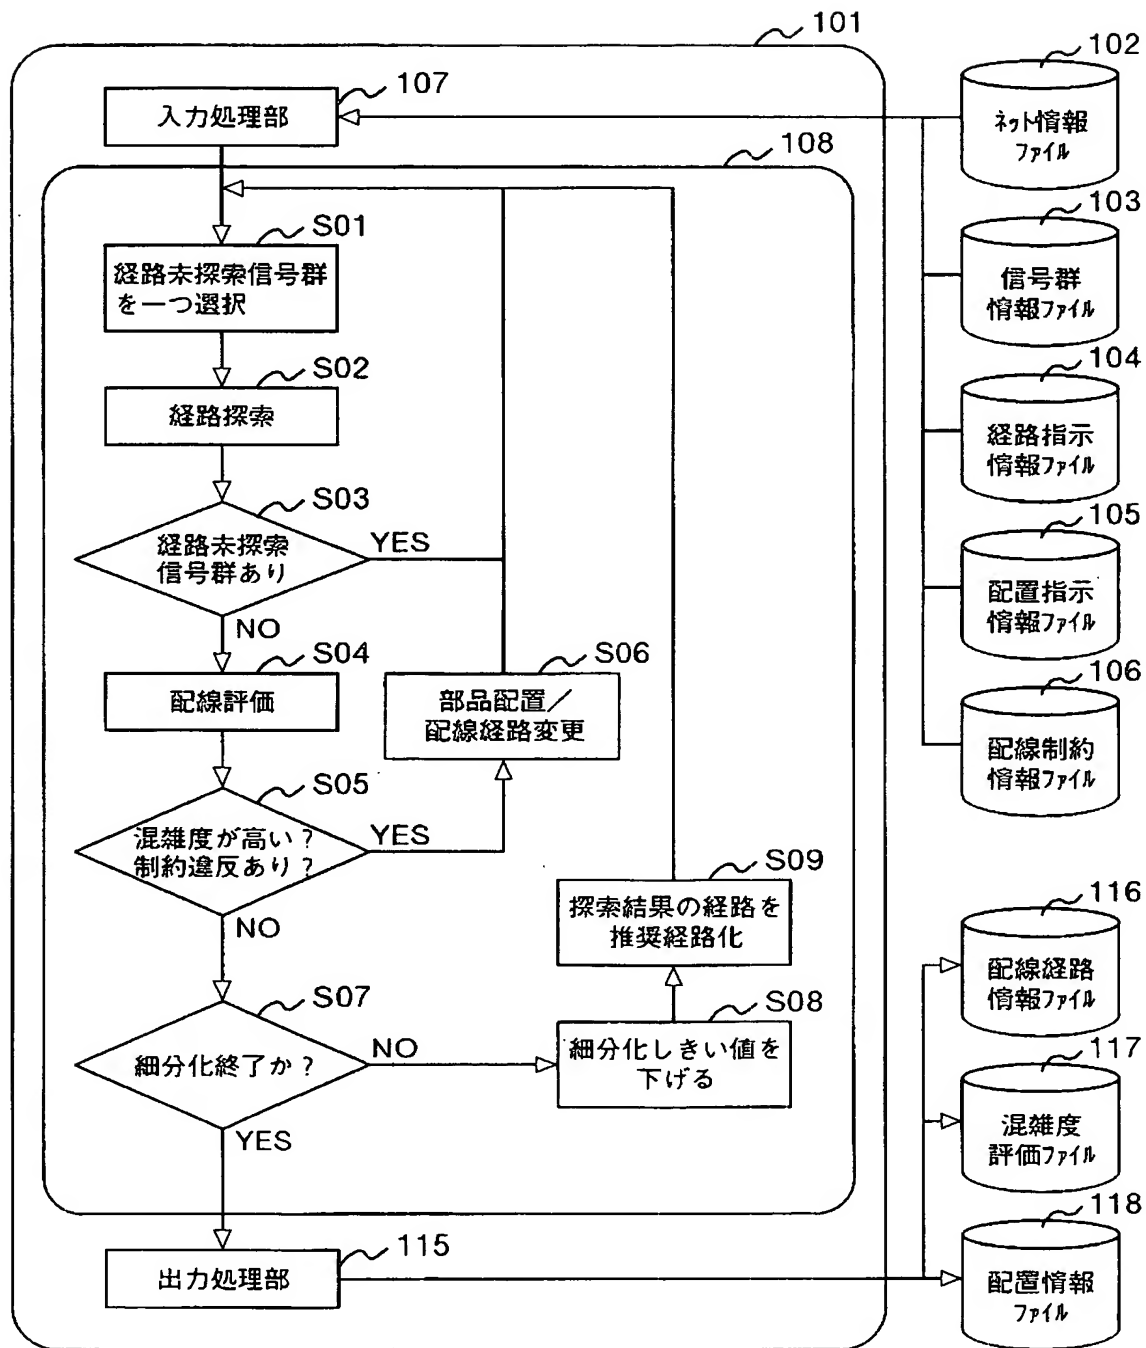 101
107
入力処理部
102
ネット情報
ファイル
108
S01
経路未探索信号群
を一つ選択
103
信号群
情報ファイル
S02
経路探索
104
経路指示
情報ファイル
S03
経路未探索
信号群あり
YES
NO
105
配置指示
情報ファイル
S04
配線評価
S06
部品配置/
配線経路変更
106
配線制約
情報ファイル
S05
混雑度が高い?
制約違反あり?
YES
NO
S09
探索結果の経路を
推奨経路化
116
配線経路
情報ファイル
S07
細分化終了か?
NO
YES
S08
細分化しきい値を
下げる
117
混雑度
評価ファイル
115
出力処理部
118
配置情報
ファイル